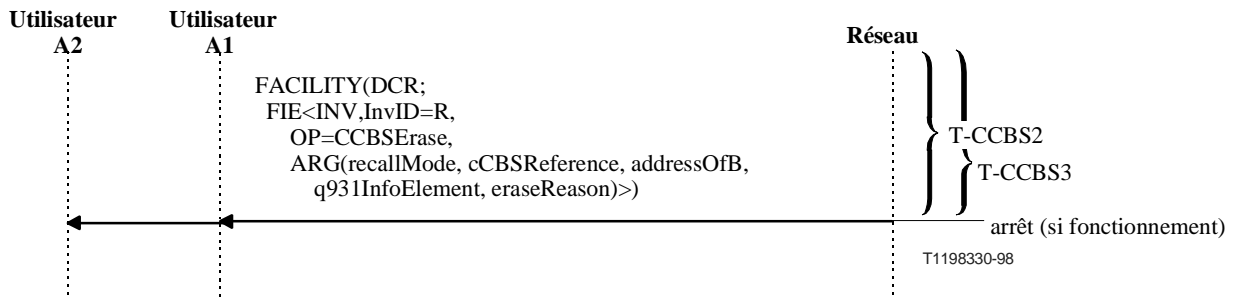 Utilisateur
A2
Utilisateur
A1
Réseau
FACILITY(DCR;
FIE<INV,InvID=R,
OP=CCBSErase,
ARG(recallMode, cCBSReference, addressOfB,
q931InfoElement, eraseReason)>)
T-CCBS2
T-CCBS3
arrêt (si fonctionnement)
T1198330-98